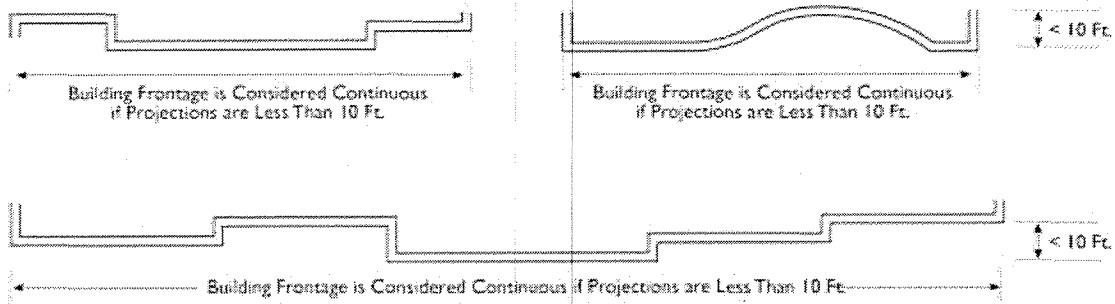 < 10 Ft.
Building Frontage is Considered Continuous
if Projections are Less Than 10 Ft.
Building Frontage is Considered Continuous
if Projections are Less Than 10 Ft.
< 10 Ft.
Building Frontage is Considered Continuous if Projections are Less Than 10 Ft.